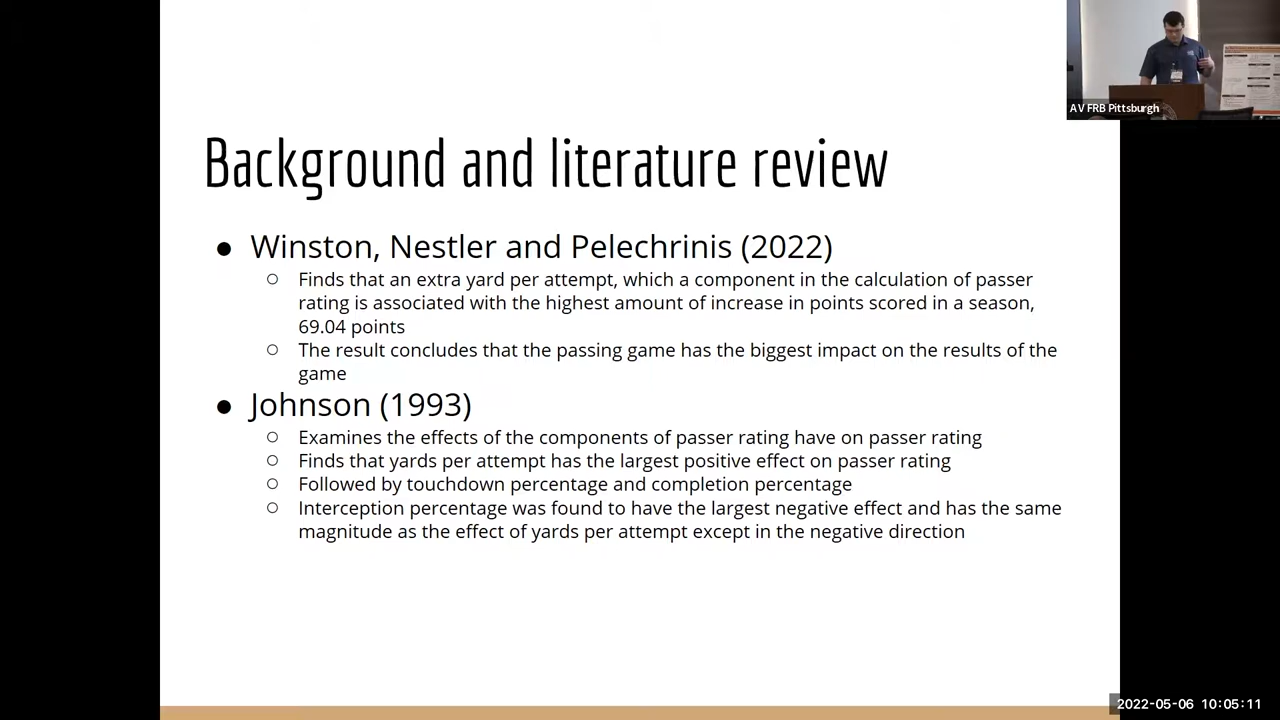 AV FRB Pittsburgh
Background and literature review
● Winston, Nestler and Pelechrinis (2022)
○ Finds that an extra yard per attempt, which a component in the calculation of passer
rating is associated with the highest amount of increase in points scored in a season,
69.04 points
○ The result concludes that the passing game has the biggest impact on the results of the
game
● Johnson (1993)
○ Examines the effects of the components of passer rating have on passer rating
○ Finds that yards per attempt has the largest positive effect on passer rating
○ Followed by touchdown percentage and completion percentage
○ Interception percentage was found to have the largest negative effect and has the same
magnitude as the effect of yards per attempt except in the negative direction
2022-05-06 10:05:11